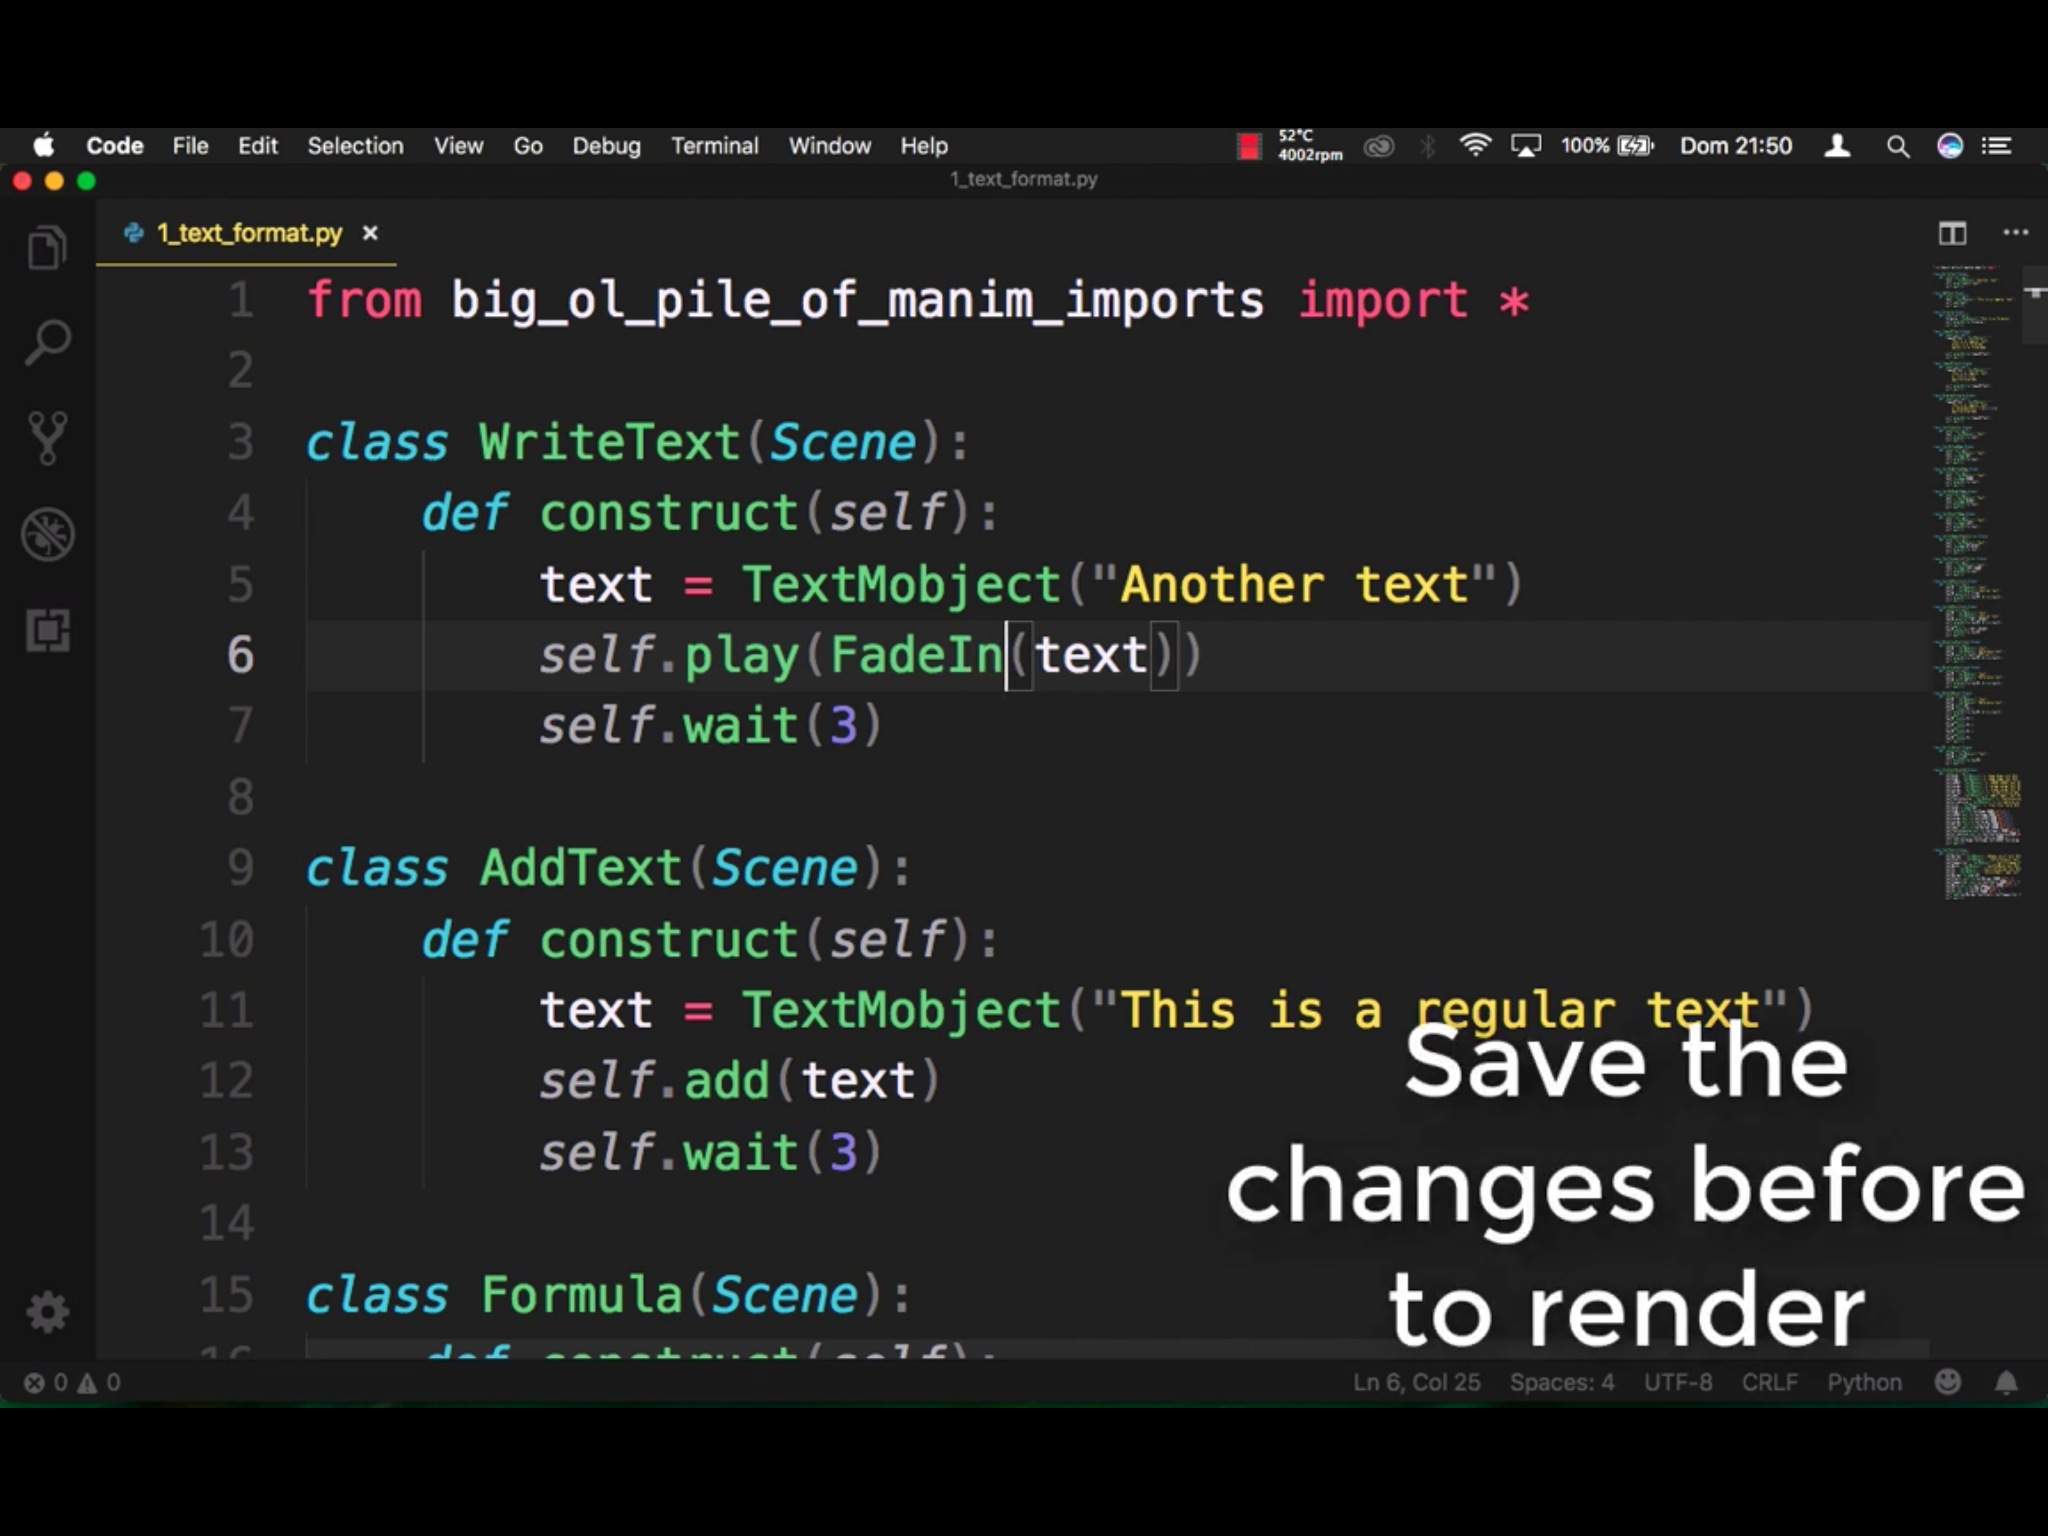 Code File Edit Selection View Go Debug Terminal Window Help 52°C 4002rpm 100% Dom 21:50
1_text_format.py
1_text_format.py ×
1 from big_ol_pile_of_manim_imports import *
2
3 class WriteText(Scene):
4 def construct(self):
5 text = TextMobject("Another text")
6 self.play(FadeIn(text))
7 self.wait(3)
8
9 class AddText(Scene):
10 def construct(self):
11 text = TextMobject("This is a regular text")
12 self.add(text)
13 self.wait(3)
14
15 class Formula(Scene):
16 def construct(self):
Save the
changes before
to render
0 0 Ln 6, Col 25 Spaces: 4 UTF-8 CRLF Python